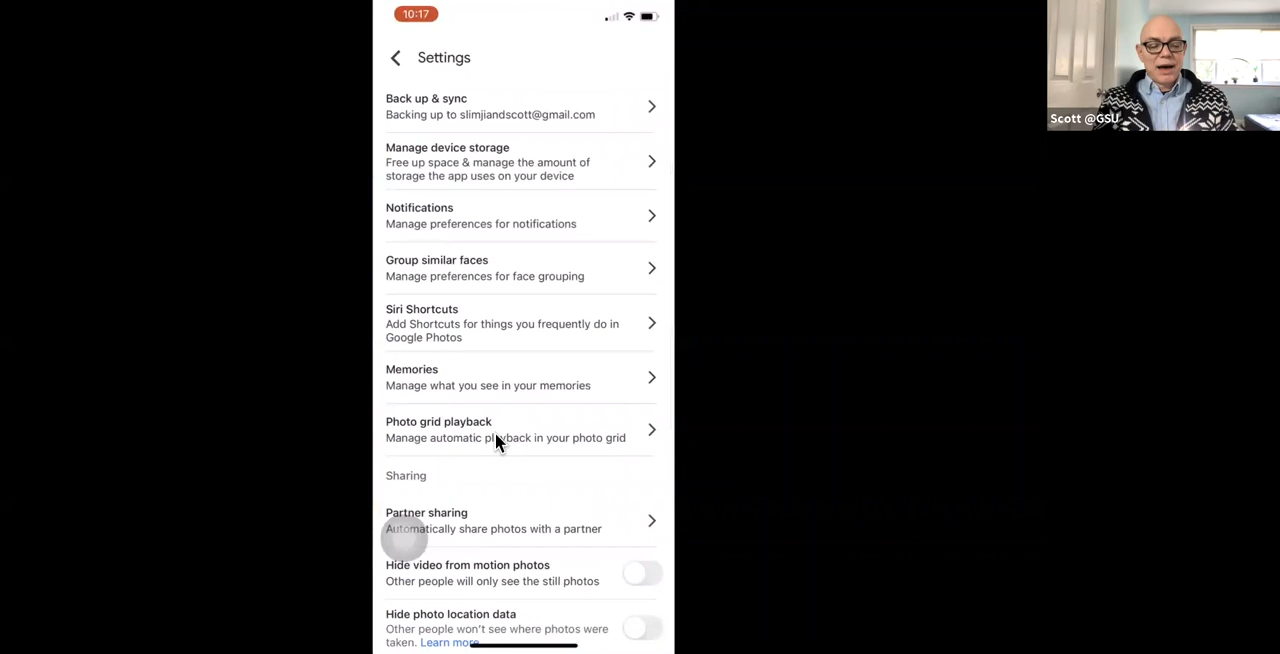 10:17
Settings
Back up & sync
Backing up to slimjiandscott@gmail.com
Manage device storage
Free up space & manage the amount of
storage the app uses on your device
Notifications
Manage preferences for notifications
Group similar faces
Manage preferences for face grouping
Siri Shortcuts
Add Shortcuts for things you frequently do in
Google Photos
Memories
Manage what you see in your memories
Photo grid playback
Manage automatic playback in your photo grid
Sharing
Partner sharing
Automatically share photos with a partner
Hide video from motion photos
Other people will only see the still photos
Hide photo location data
Other people won't see where photos were
taken. Learn more
Scott @GSU